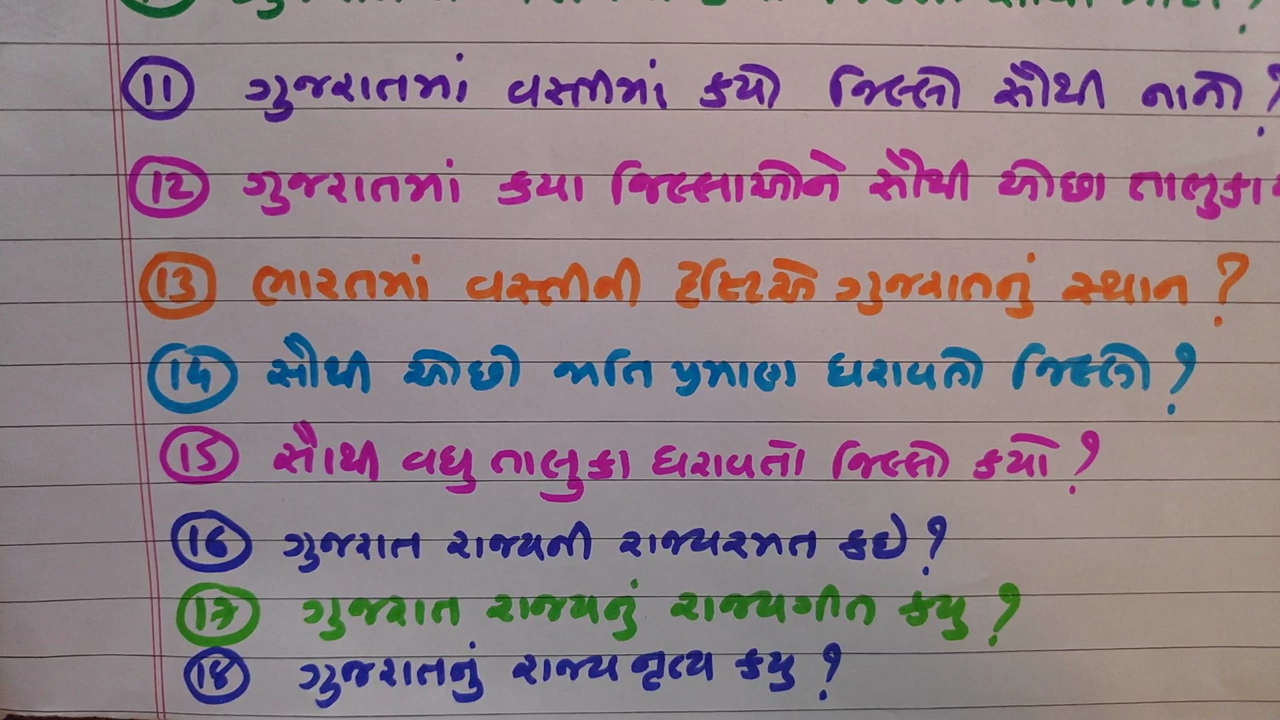 11 ગુજરાતમાં વસ્તીમાં કયો જિલ્લો સૌથી નાનો?
12 ગુજરાતમાં કયા જિલ્લાઓને સૌથી ઓછા તાલુકા
13 ભારતમાં વસ્તીની દૃષ્ટિએ ગુજરાતનું સ્થાન?
14 સૌથી ઓછો જાતિ પ્રમાણ ધરાવતો જિલ્લો?
15 સૌથી વધુ તાલુકા ધરાવતો જિલ્લો કયો?
16 ગુજરાત રાજ્યની રાજ્યરમત કઇ?
17 ગુજરાત રાજ્યનું રાજ્યગીત કયુ?
18 ગુજરાતનું રાજ્ય નૃત્ય કયુ?